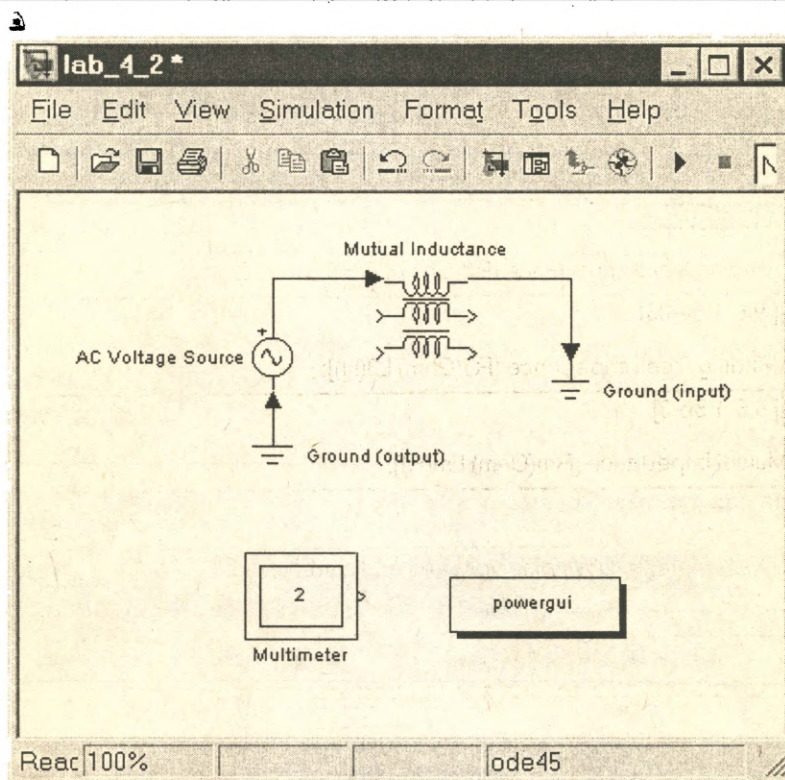 lab_4_2 *
File Edit View Simulation Format Tools Help
Mutual Inductance
+
AC Voltage Source
Ground (input)
Ground (output)
2
powergui
Multimeter
100% ode45